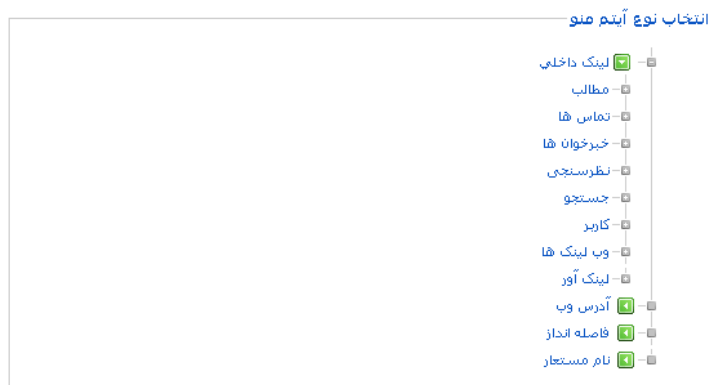 انتخاب نوع آیتم منو
لینک داخلي
مطالب
تماس ها
خبرخوان ها
نظرسنجی
جستجو
کاربر
وب لینک ها
لینک آور
آدرس وب
فاصله انداز
نام مستعار